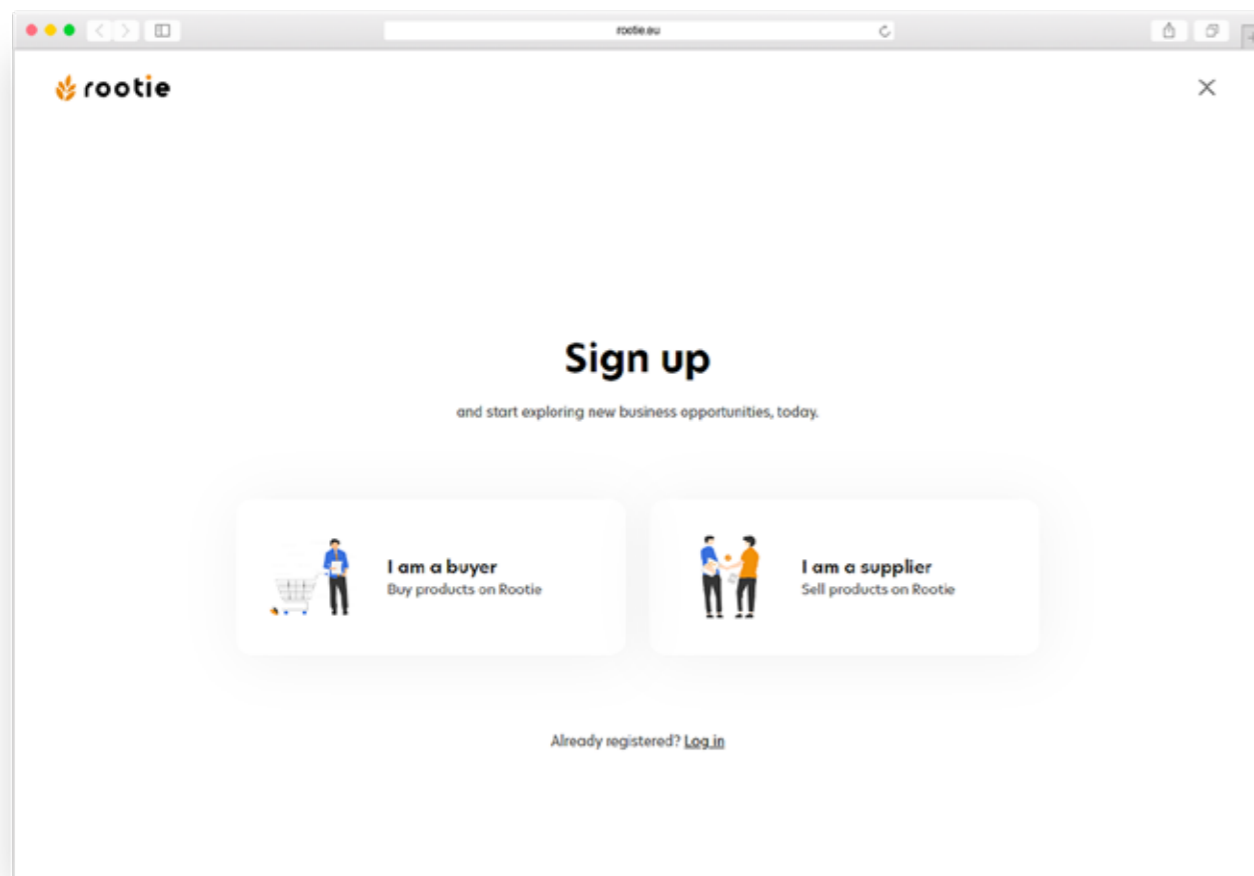 rootie.eu
rootie
Sign up
and start exploring new business opportunities, today.
I am a buyer
Buy products on Rootie
I am a supplier
Sell products on Rootie
Already registered? Log in